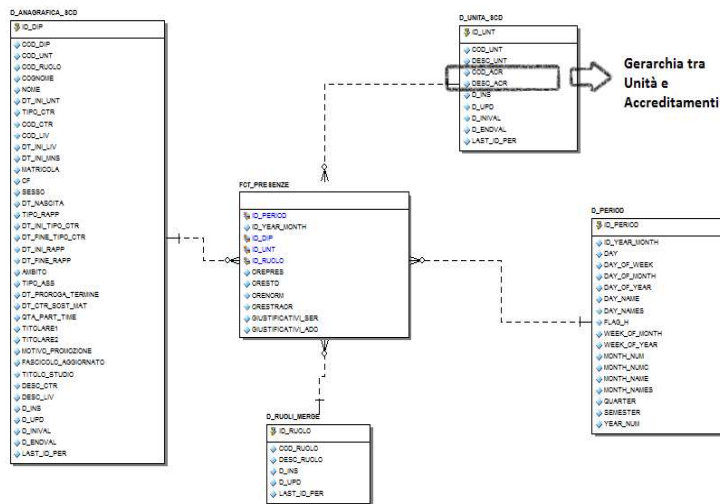 D_ANAGRAFICA_SCD
ID_DIP
COD_DIP
COD_UNT
COD_RUOLO
COGNOME
NOME
DT_INI_UNT
TIPO_CTR
COD_CTR
COD_LIV
DT_INI_LIV
DT_INI_MNS
MATRICOLA
CF
SESSO
DT_NASCITA
TIPO_RAPP
DT_INI_TIPO_CTR
DT_FINE_TIPO_CTR
DT_INI_RAPP
DT_FINE_RAPP
AMBITO
TIPO_ASS
DT_PROROGA_TERMINE
DT_CTR_SOST_MAT
QTA_PART_TIME
TITOLARE1
TITOLARE2
MOTIVO_PROMOZIONE
FASCICOLO_AGGIORNATO
TITOLO_STUDIO
DESC_CTR
DESC_LIV
D_INS
D_UPD
D_INIVAL
D_ENDVAL
LAST_ID_PER
D_UNITA_SCD
ID_UNT
COD_UNT
DESC_UNT
COD_ACR
DESC_ACR
D_INS
D_UPD
D_INIVAL
D_ENDVAL
LAST_ID_PER
Gerarchia tra
Unità e
Accreditamenti
FCT_PRESENZE
ID_PERIOD
ID_YEAR_MONTH
ID_DIP
ID_UNT
ID_RUOLO
OREPRES
ORESTD
ORENORM
ORESTRAOR
GIUSTIFICATIVI_SER
GIUSTIFICATIVI_ADO
D_PERIOD
ID_PERIOD
ID_YEAR_MONTH
DAY
DAY_OF_WEEK
DAY_OF_MONTH
DAY_OF_YEAR
DAY_NAME
DAY_NAMES
FLAG_H
WEEK_OF_MONTH
WEEK_OF_YEAR
MONTH_NUM
MONTH_NUMC
MONTH_NAME
MONTH_NAMES
QUARTER
SEMESTER
YEAR_NUM
D_RUOLI_MERGE
ID_RUOLO
COD_RUOLO
DESC_RUOLO
D_INS
D_UPD
LAST_ID_PER